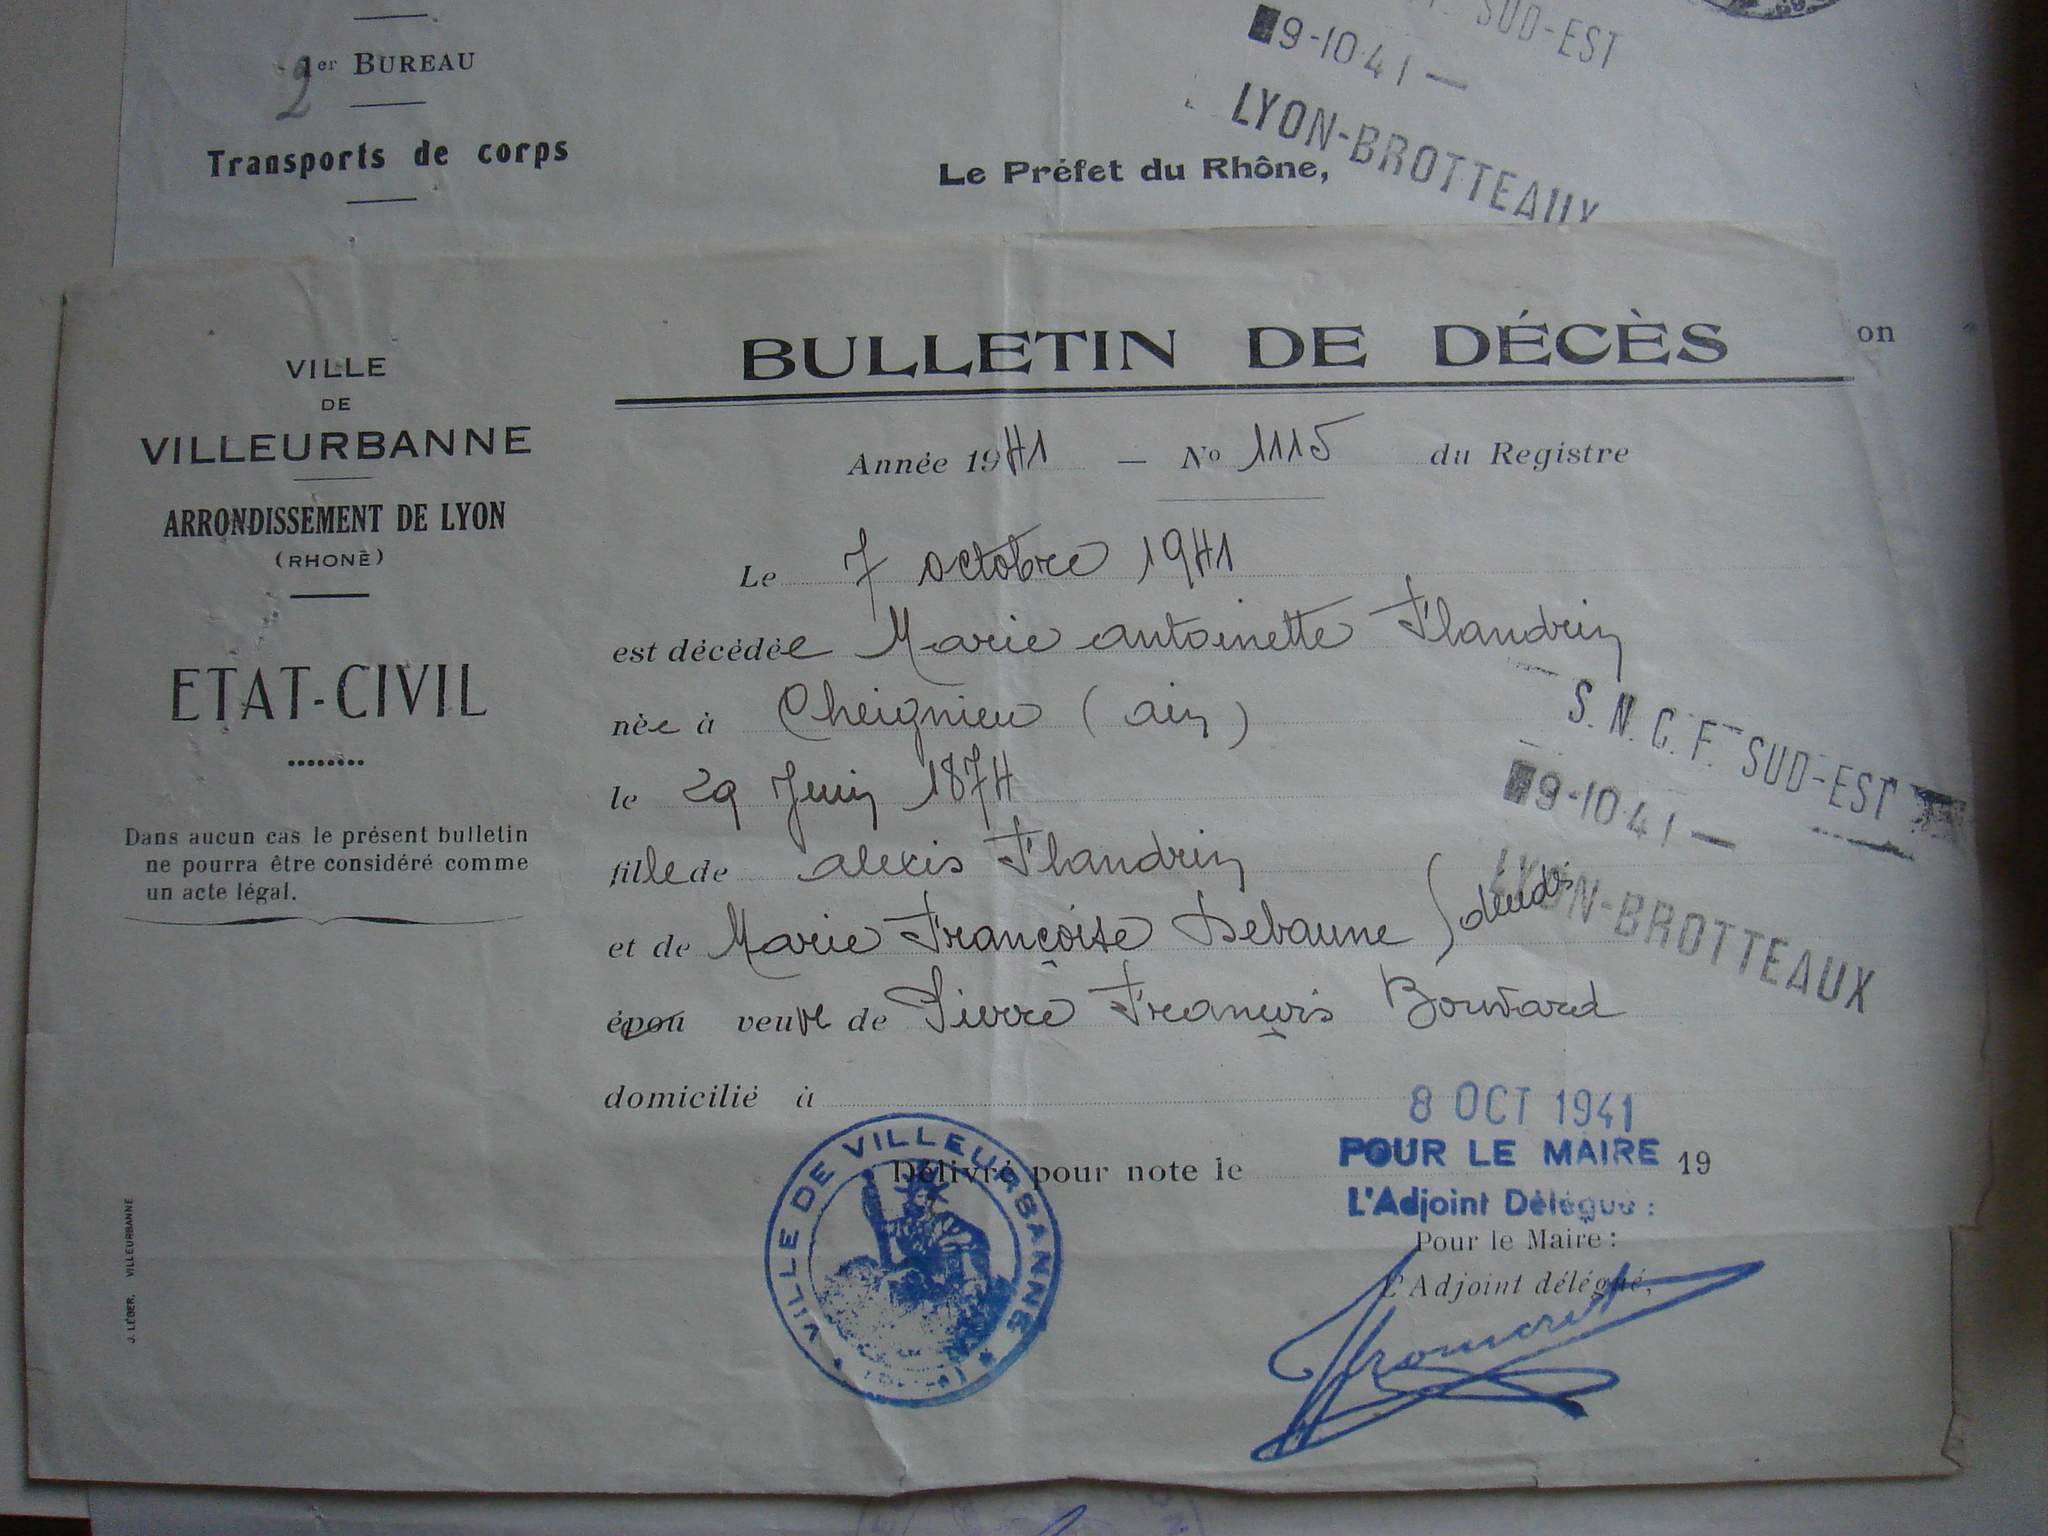 1er BUREAU
2
Transports de corps
Le Préfet du Rhône,
SUD-EST
9-10-41 —
LYON-BROTTEAUX
on
VILLE
DE
VILLEURBANNE
ARRONDISSEMENT DE LYON
(RHONE)
ETAT-CIVIL
Dans aucun cas le présent bulletin
ne pourra être considéré comme
un acte légal.
J. LÉGER, VILLEURBANNE
BULLETIN DE DÉCÈS
Année 1941 — No 1115 du Registre
Le 7 octobre 1941
est décédée Marie antoinette Flandrin
née à Cheignieu (ain)
le 29 Juin 1874
fille de alexis Flandrin
et de Marie Françoise Debaune
épou veuve de Pierre François Bouvard
domicilié à
S.N.C.F. SUD-EST
9-10-41 —
LYON-BROTTEAUX
8 OCT 1941
Délivré pour note le 19
POUR LE MAIRE
L'Adjoint Délégué :
Pour le Maire :
L'Adjoint délégué,
VILLE DE VILLEURBANNE